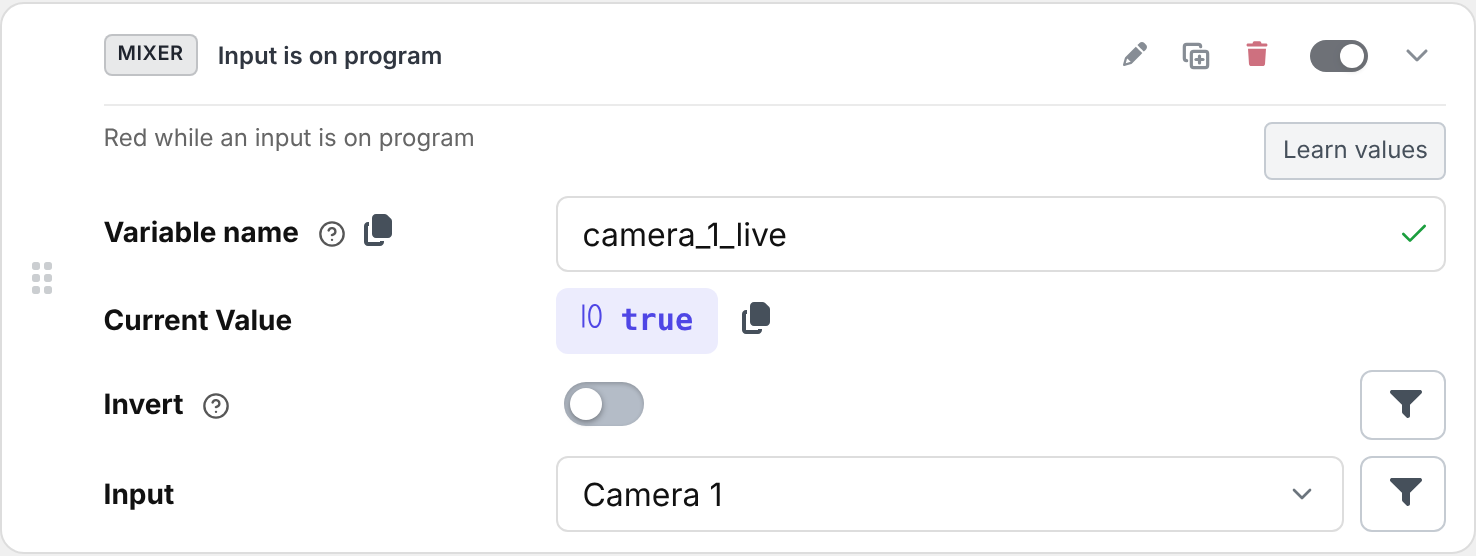 MIXER Input is on program
Red while an input is on program
Learn values
Variable name camera_1_live
Current Value true
Invert
Input Camera 1